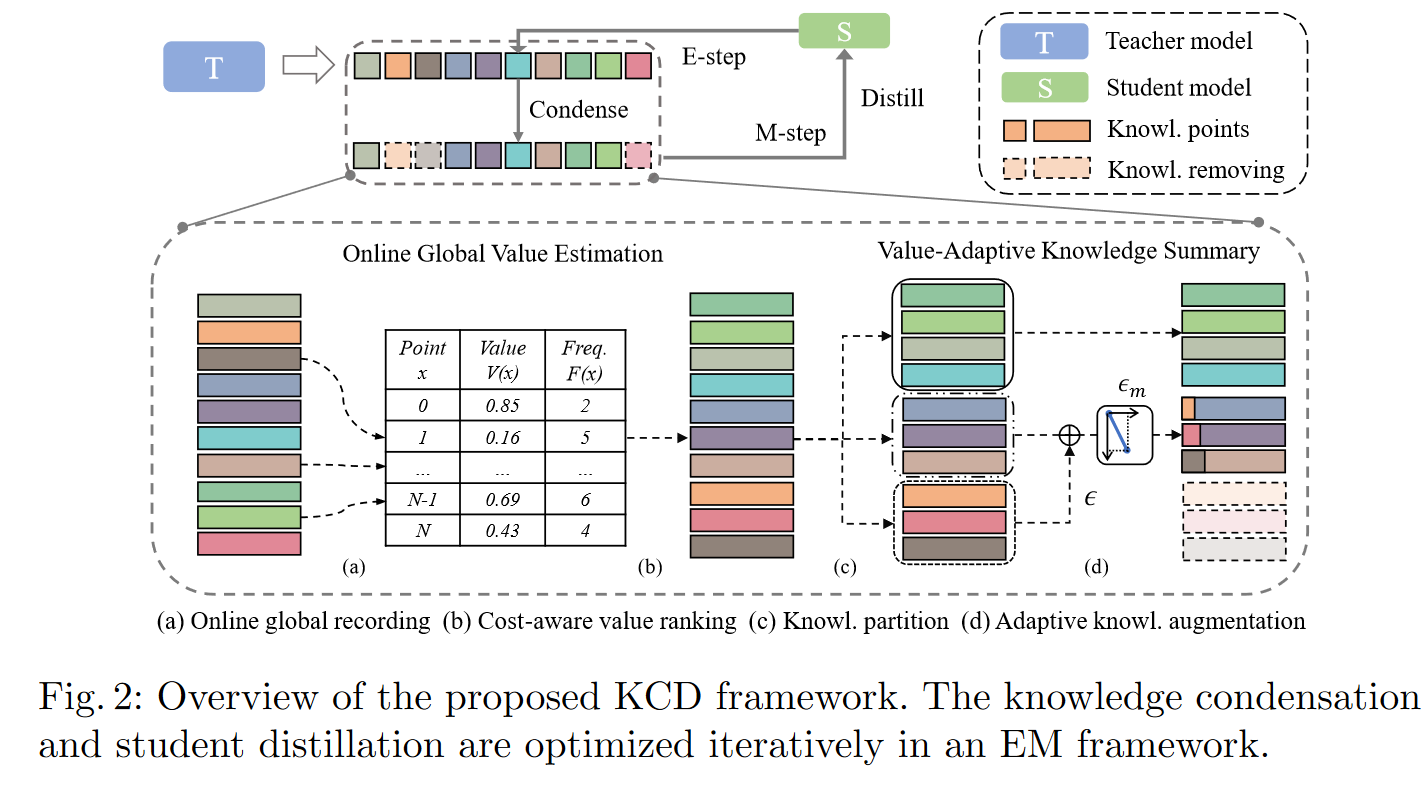 T
S
E-step
Condense
Distill
M-step
T Teacher model
S Student model
Knowl. points
Knowl. removing
Online Global Value Estimation
Value-Adaptive Knowledge Summary
Point x Value V(x) Freq. F(x)
0 0.85 2
1 0.16 5
... ... ...
N-1 0.69 6
N 0.43 4
ϵm
ϵ
(a) (b) (c) (d)
(a) Online global recording (b) Cost-aware value ranking (c) Knowl. partition (d) Adaptive knowl. augmentation
Fig. 2: Overview of the proposed KCD framework. The knowledge condensation
and student distillation are optimized iteratively in an EM framework.